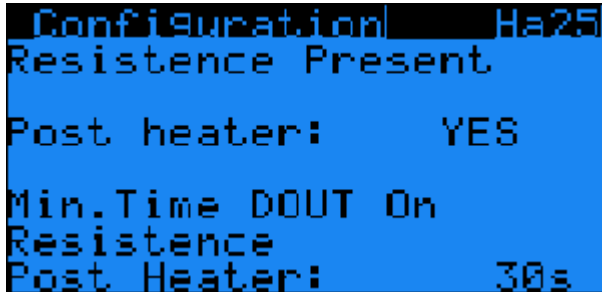 Configuration Ha25
Resistence Present
Post heater: YES
Min.Time DOUT On
Resistence
Post Heater: 30s